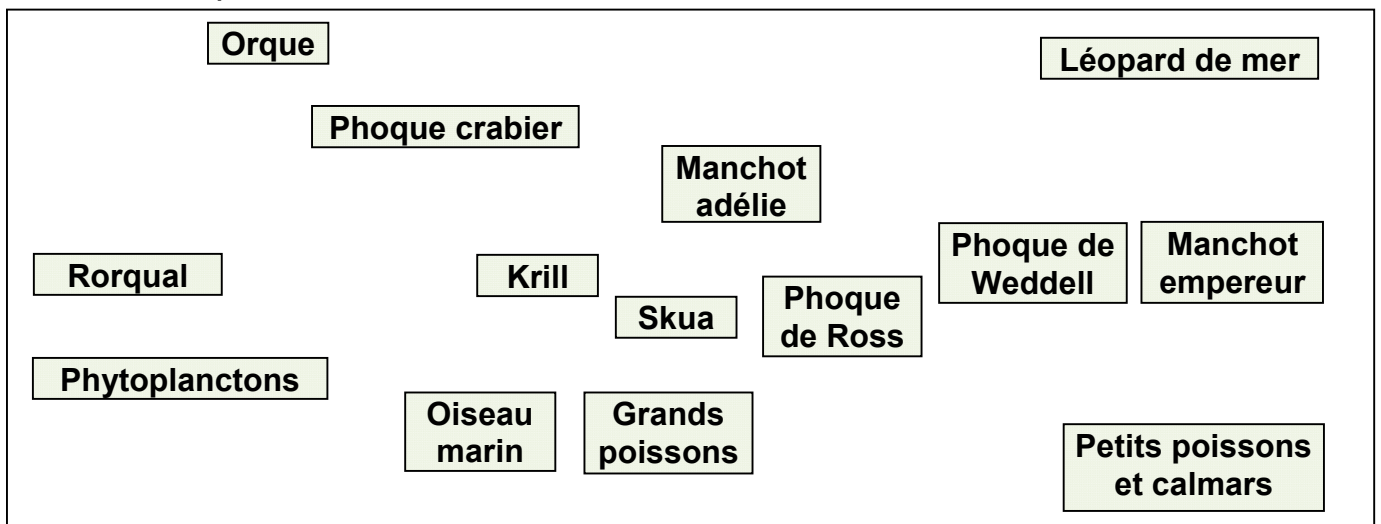 Orque
Léopard de mer
Phoque crabier
Manchot
adélie
Phoque de
Weddell
Manchot
empereur
Rorqual
Krill
Skua
Phoque
de Ross
Phytoplanctons
Oiseau
marin
Grands
poissons
Petits poissons
et calmars